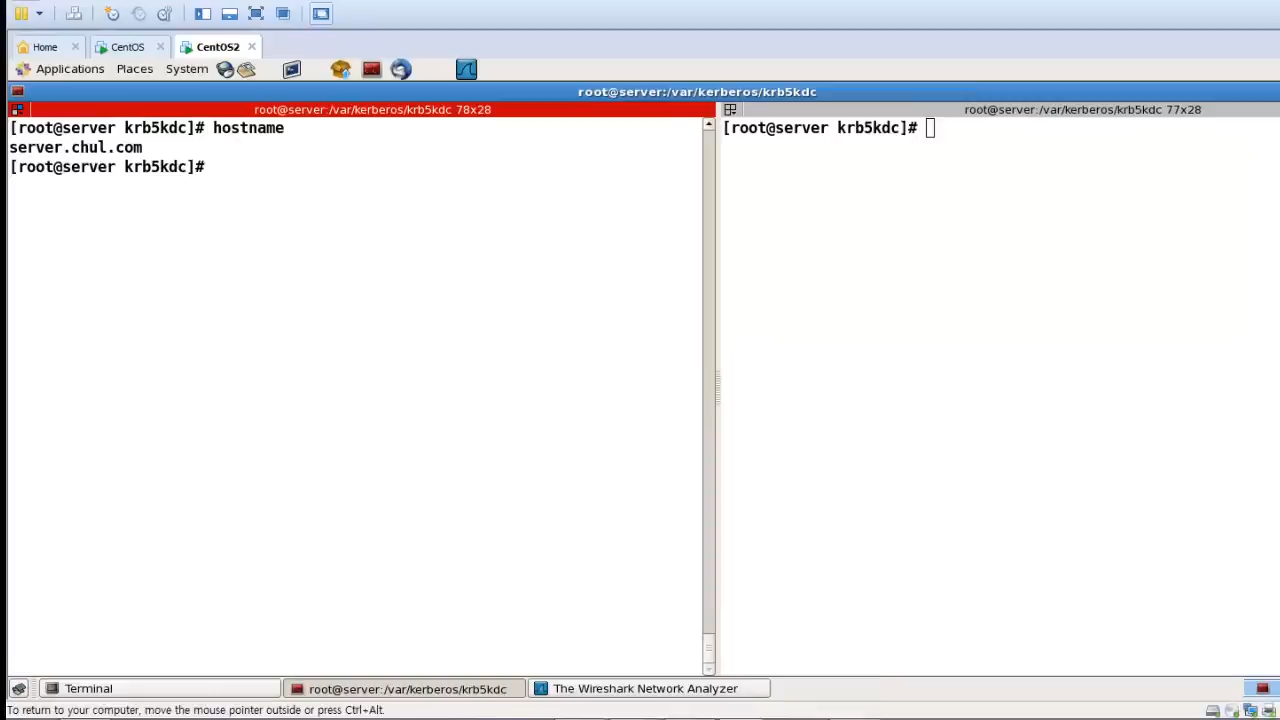 Home
CentOS
CentOS2
Applications Places System
root@server:/var/kerberos/krb5kdc
root@server:/var/kerberos/krb5kdc 78x28
[root@server krb5kdc]# hostname
server.chul.com
[root@server krb5kdc]#
root@server:/var/kerberos/krb5kdc 77x28
[root@server krb5kdc]#
Terminal
root@server:/var/kerberos/krb5kdc
The Wireshark Network Analyzer
To return to your computer, move the mouse pointer outside or press Ctrl+Alt.